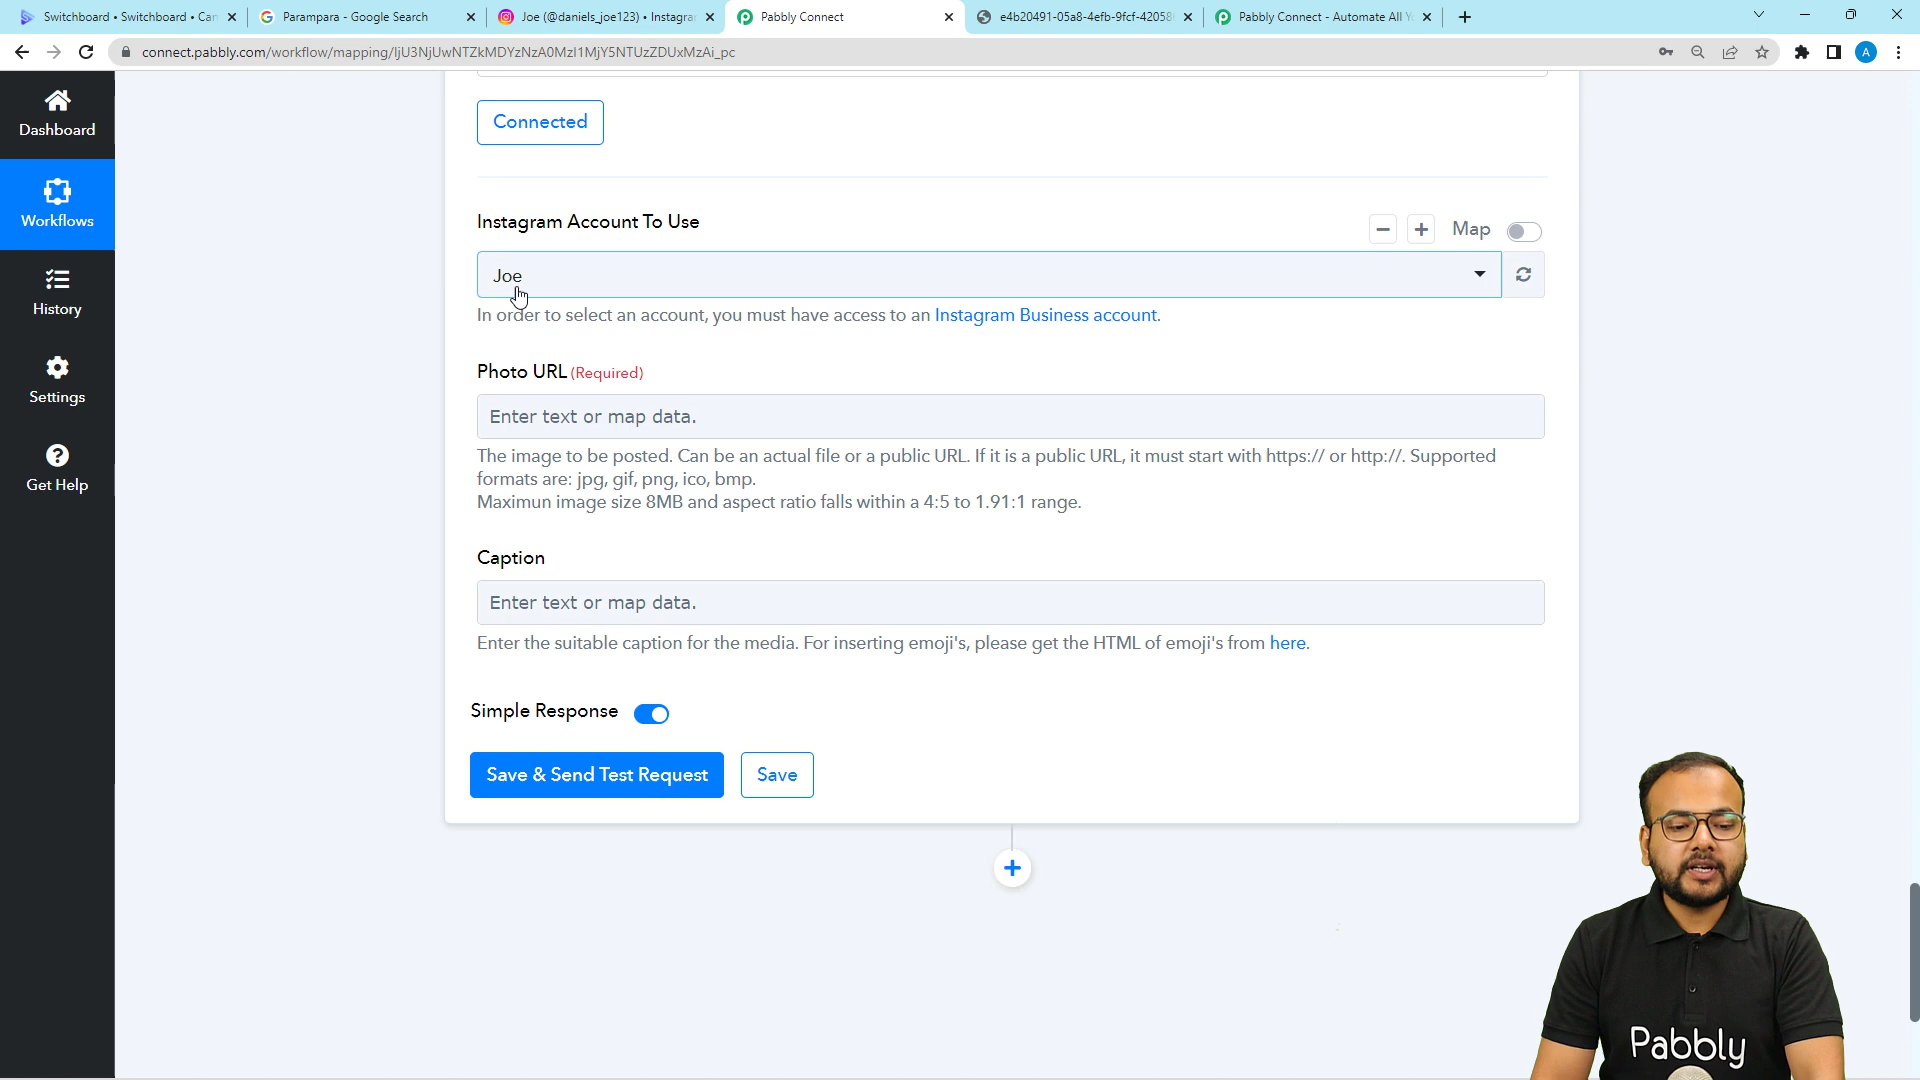 Switchboard • Switchboard • Can
Parampara - Google Search
Joe (@daniels_joe123) • Instagra
Pabbly Connect
e4b20491-05a8-4efb-9fcf-42058
Pabbly Connect - Automate All Y
connect.pabbly.com/workflow/mapping/IjU3NjUwNTZkMDYzNzA0MzI1MjY5NTUzZDUxMzAi_pc
A
Dashboard
Workflows
History
Settings
Get Help
Connected
Instagram Account To Use
Map
Joe
In order to select an account, you must have access to an Instagram Business account.
Photo URL (Required)
Enter text or map data.
The image to be posted. Can be an actual file or a public URL. If it is a public URL, it must start with https:// or http://. Supported
formats are: jpg, gif, png, ico, bmp.
Maximun image size 8MB and aspect ratio falls within a 4:5 to 1.91:1 range.
Caption
Enter text or map data.
Enter the suitable caption for the media. For inserting emoji's, please get the HTML of emoji's from here.
Simple Response
Save & Send Test Request
Save
Pabbly